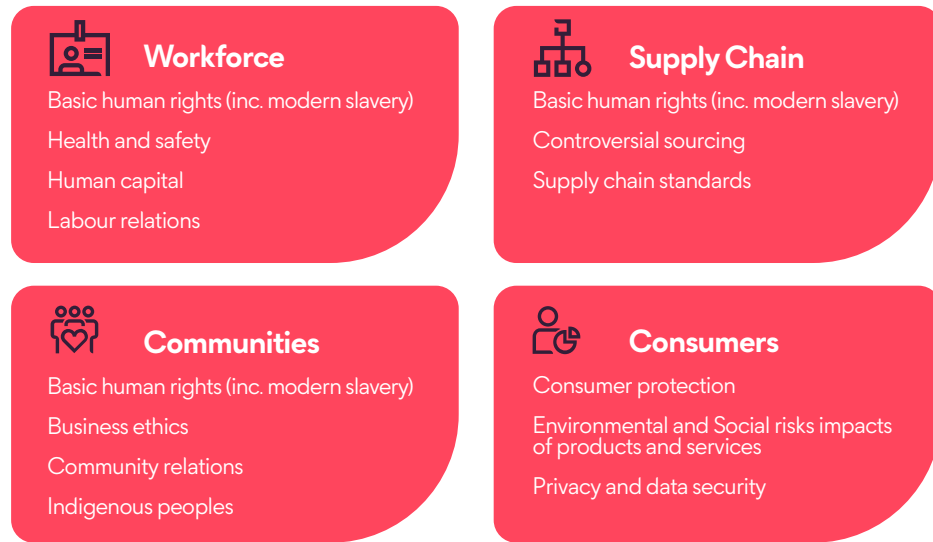 Workforce
Basic human rights (inc. modern slavery)
Health and safety
Human capital
Labour relations
Supply Chain
Basic human rights (inc. modern slavery)
Controversial sourcing
Supply chain standards
Communities
Basic human rights (inc. modern slavery)
Business ethics
Community relations
Indigenous peoples
Consumers
Consumer protection
Environmental and Social risks impacts
of products and services
Privacy and data security